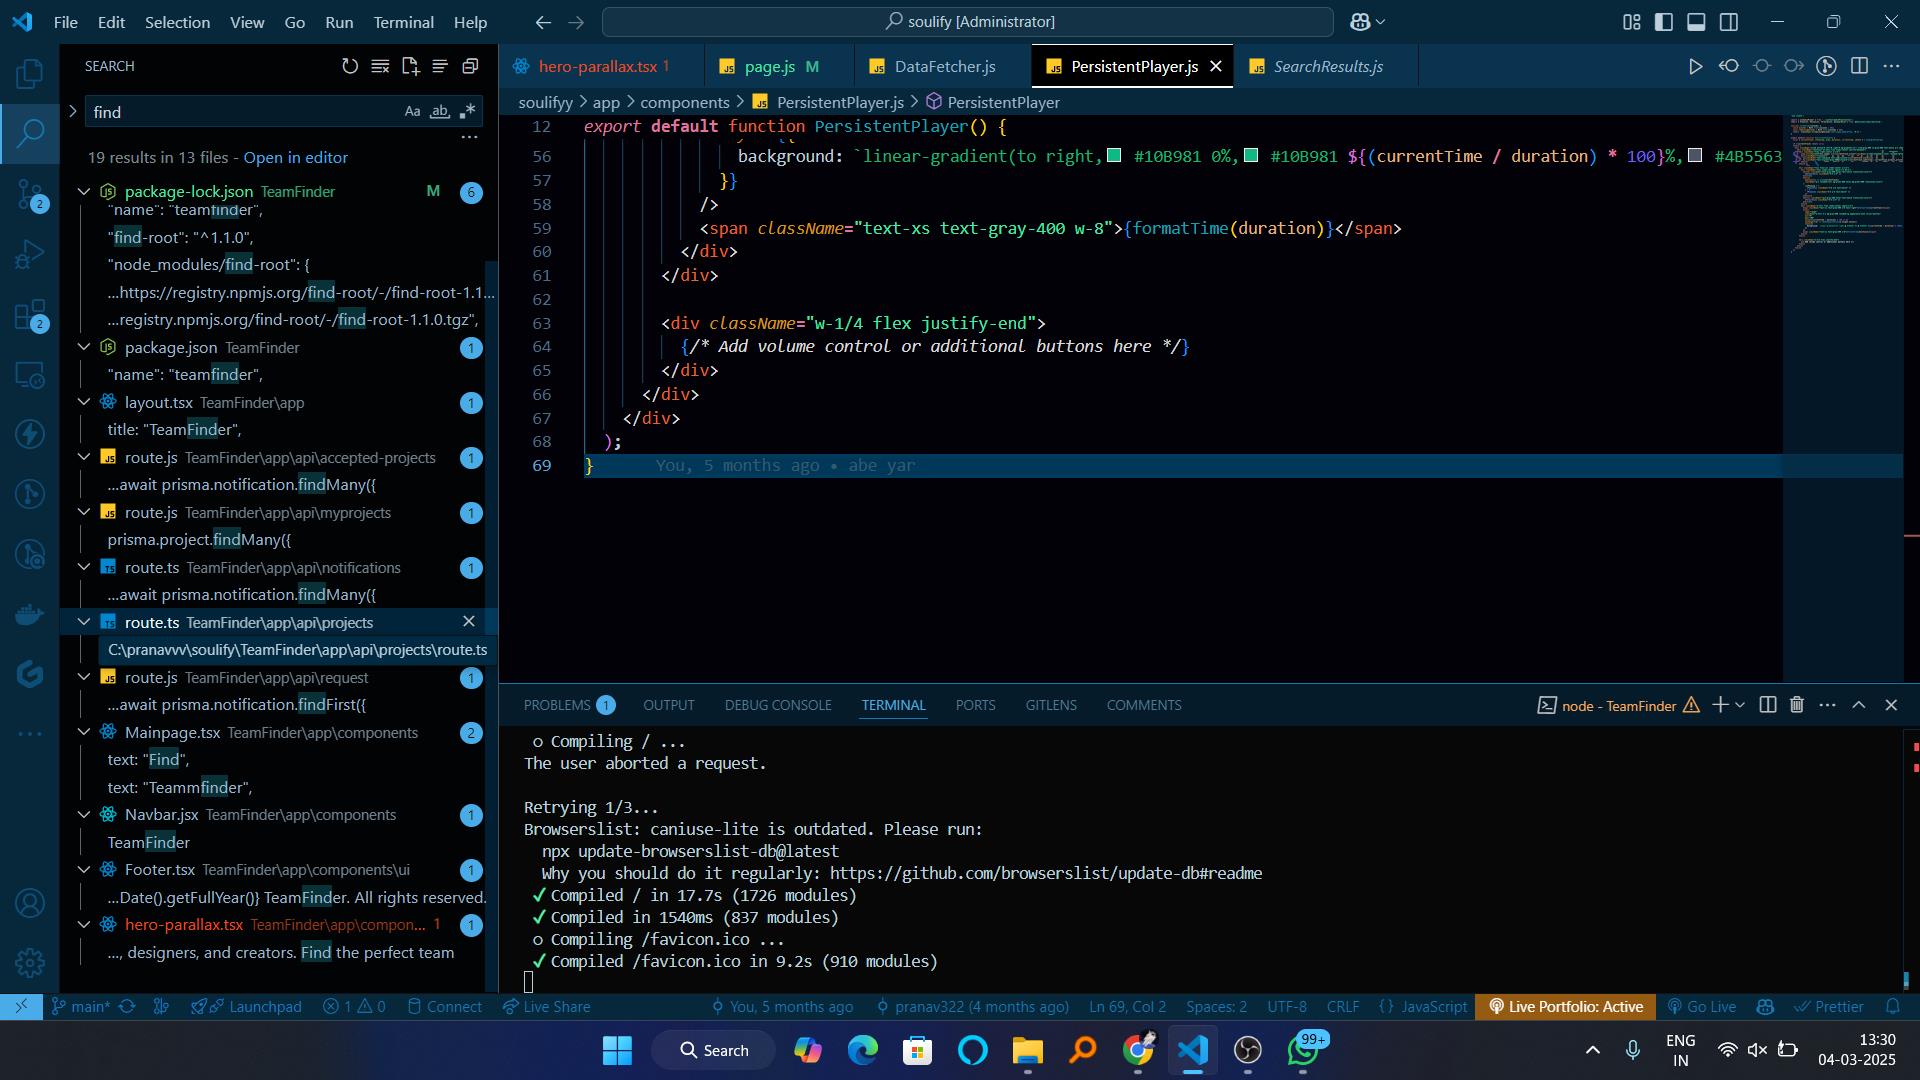 File Edit Selection View Go Run Terminal Help
soulify [Administrator]
SEARCH
find
Aa ab .*
19 results in 13 files - Open in editor
package-lock.json TeamFinder M 6
"name": "teamfinder",
"find-root": "^1.1.0",
"node_modules/find-root": {
...https://registry.npmjs.org/find-root/-/find-root-1.1...
...registry.npmjs.org/find-root/-/find-root-1.1.0.tgz",
package.json TeamFinder 1
"name": "teamfinder",
layout.tsx TeamFinder\app 1
title: "TeamFinder",
route.js TeamFinder\app\api\accepted-projects 1
...await prisma.notification.findMany({
route.js TeamFinder\app\api\myprojects 1
prisma.project.findMany({
route.ts TeamFinder\app\api\notifications 1
...await prisma.notification.findMany({
route.ts TeamFinder\app\api\projects
C:\pranavvv\soulify\TeamFinder\app\api\projects\route.ts
route.js TeamFinder\app\api\request 1
...await prisma.notification.findFirst({
Mainpage.tsx TeamFinder\app\components 2
text: "Find",
text: "Teammfinder",
Navbar.jsx TeamFinder\app\components 1
TeamFinder
Footer.tsx TeamFinder\app\components\ui 1
...Date().getFullYear()} TeamFinder. All rights reserved.
hero-parallax.tsx TeamFinder\app\compon... 1 1
..., designers, and creators. Find the perfect team
2
2
hero-parallax.tsx 1 page.js M DataFetcher.js PersistentPlayer.js SearchResults.js
soulifyy > app > components > PersistentPlayer.js > PersistentPlayer
12 export default function PersistentPlayer() {
56 background: `linear-gradient(to right, #10B981 0%, #10B981 ${(currentTime / duration) * 100}%, #4B5563
57 }}
58 />
59 <span className="text-xs text-gray-400 w-8">{formatTime(duration)}</span>
60 </div>
61 </div>
62
63 <div className="w-1/4 flex justify-end">
64 {/* Add volume control or additional buttons here */}
65 </div>
66 </div>
67 </div>
68 );
69 } You, 5 months ago • abe yar
PROBLEMS 1 OUTPUT DEBUG CONSOLE TERMINAL PORTS GITLENS COMMENTS
node - TeamFinder
○ Compiling / ...
The user aborted a request.
Retrying 1/3...
Browserslist: caniuse-lite is outdated. Please run:
npx update-browserslist-db@latest
Why you should do it regularly: https://github.com/browserslist/update-db#readme
✓ Compiled / in 17.7s (1726 modules)
✓ Compiled in 1540ms (837 modules)
○ Compiling /favicon.ico ...
✓ Compiled /favicon.ico in 9.2s (910 modules)
main* Launchpad 1 0 Connect Live Share You, 5 months ago pranav322 (4 months ago) Ln 69, Col 2 Spaces: 2 UTF-8 CRLF {} JavaScript Live Portfolio: Active Go Live Prettier
Search
99+
ENG
IN
13:30
04-03-2025